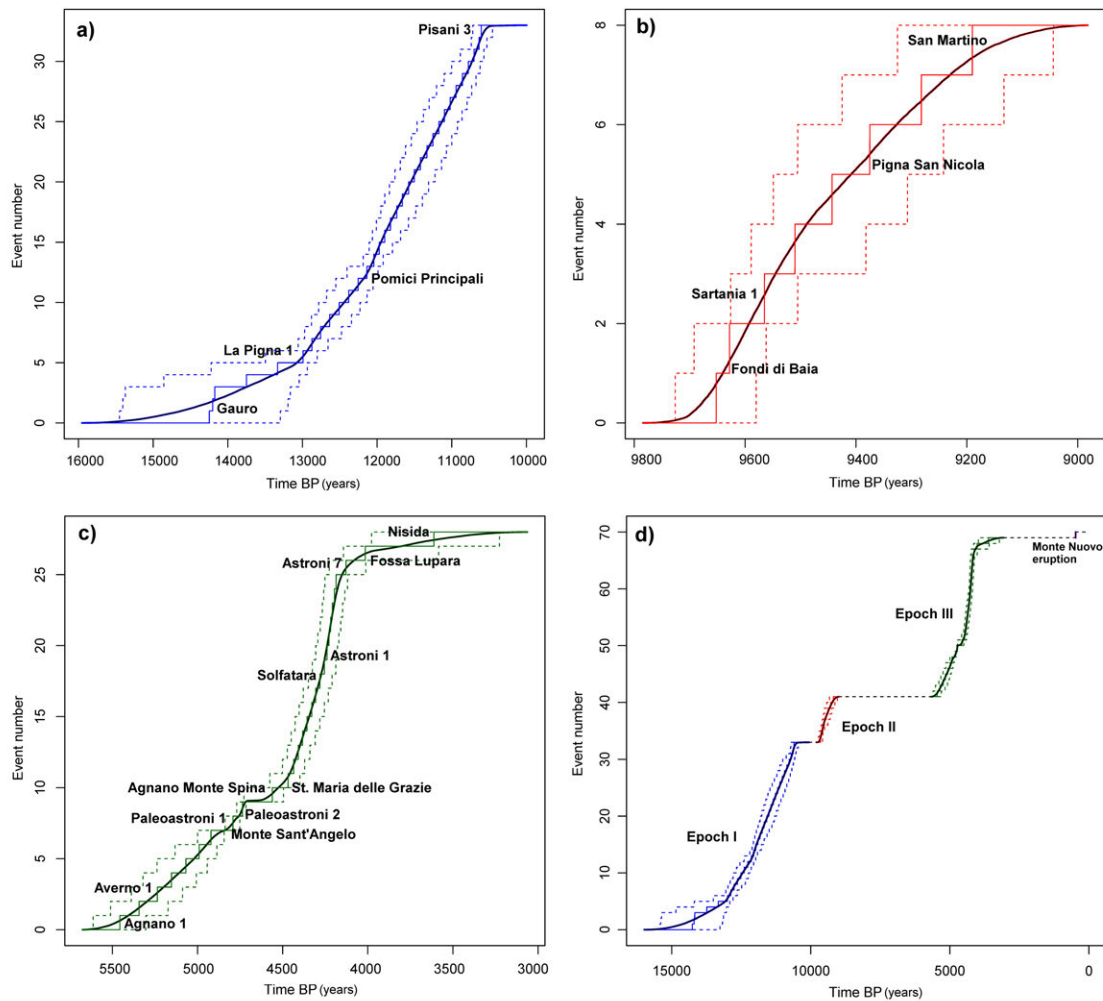 a)
Pisani 3
Pomici Principali
La Pigna 1
Gauro
Event number
0
5
10
15
20
25
30
16000
15000
14000
13000
12000
11000
10000
Time BP (years)
b)
San Martino
Pigna San Nicola
Sartania 1
Fondi di Baia
Event number
0
2
4
6
8
9800
9600
9400
9200
9000
Time BP (years)
c)
Nisida
Astroni 7
Fossa Lupara
Astroni 1
Solfatara
Agnano Monte Spina
St. Maria delle Grazie
Paleoastroni 1
Paleoastroni 2
Monte Sant'Angelo
Averno 1
Agnano 1
Event number
0
5
10
15
20
25
5500
5000
4500
4000
3500
3000
Time BP (years)
d)
Monte Nuovo
eruption
Epoch III
Epoch II
Epoch I
Event number
0
10
20
30
40
50
60
70
15000
10000
5000
0
Time BP (years)